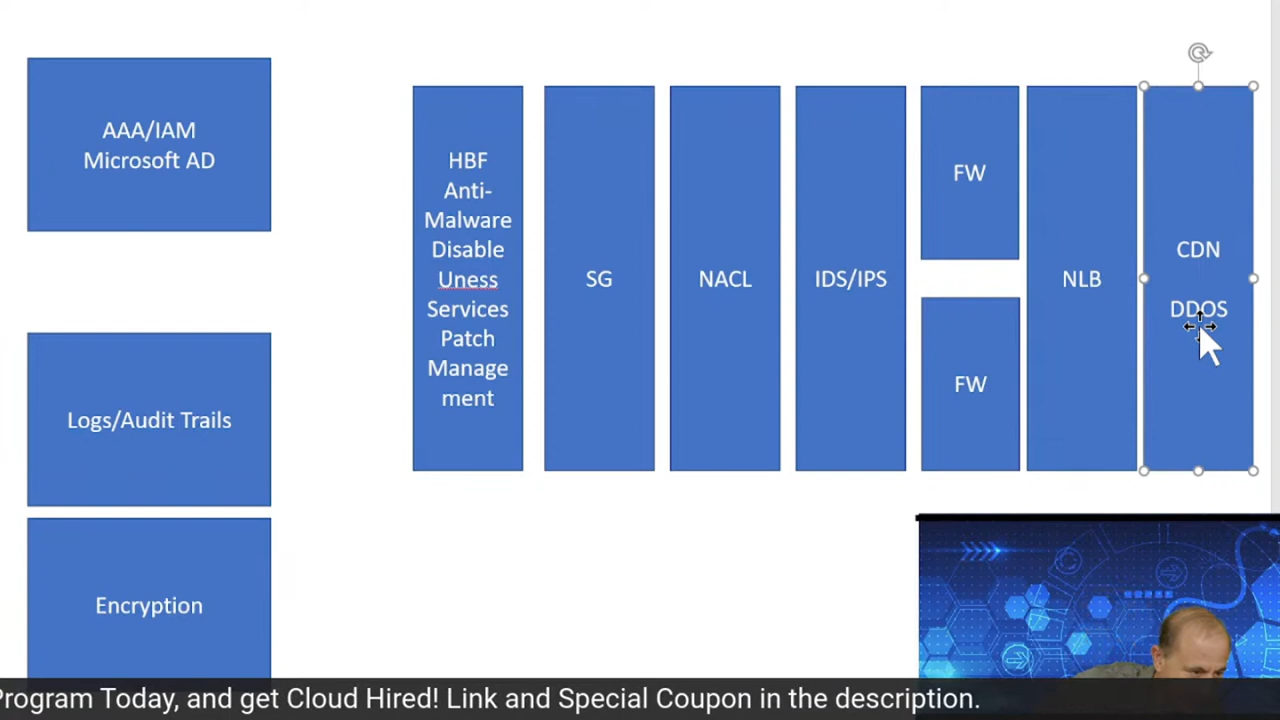 AAA/IAM
Microsoft AD
Logs/Audit Trails
Encryption
HBF
Anti-
Malware
Disable
Uness
Services
Patch
Manage
ment
SG
NACL
IDS/IPS
FW
FW
NLB
CDN
DDOS
Program Today, and get Cloud Hired! Link and Special Coupon in the description.